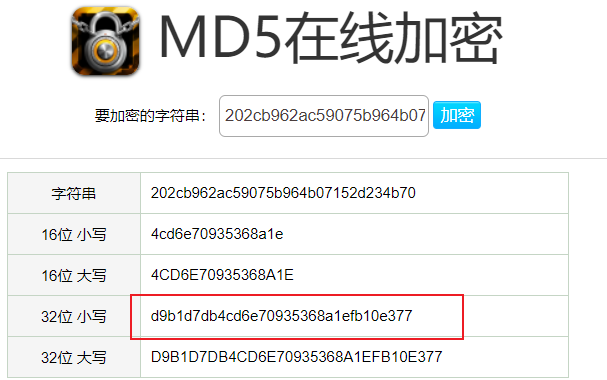 MD5在线加密
要加密的字符串： 202cb962ac59075b964b07 加密
字符串 202cb962ac59075b964b07152d234b70
16位 小写 4cd6e70935368a1e
16位 大写 4CD6E70935368A1E
32位 小写 d9b1d7db4cd6e70935368a1efb10e377
32位 大写 D9B1D7DB4CD6E70935368A1EFB10E377